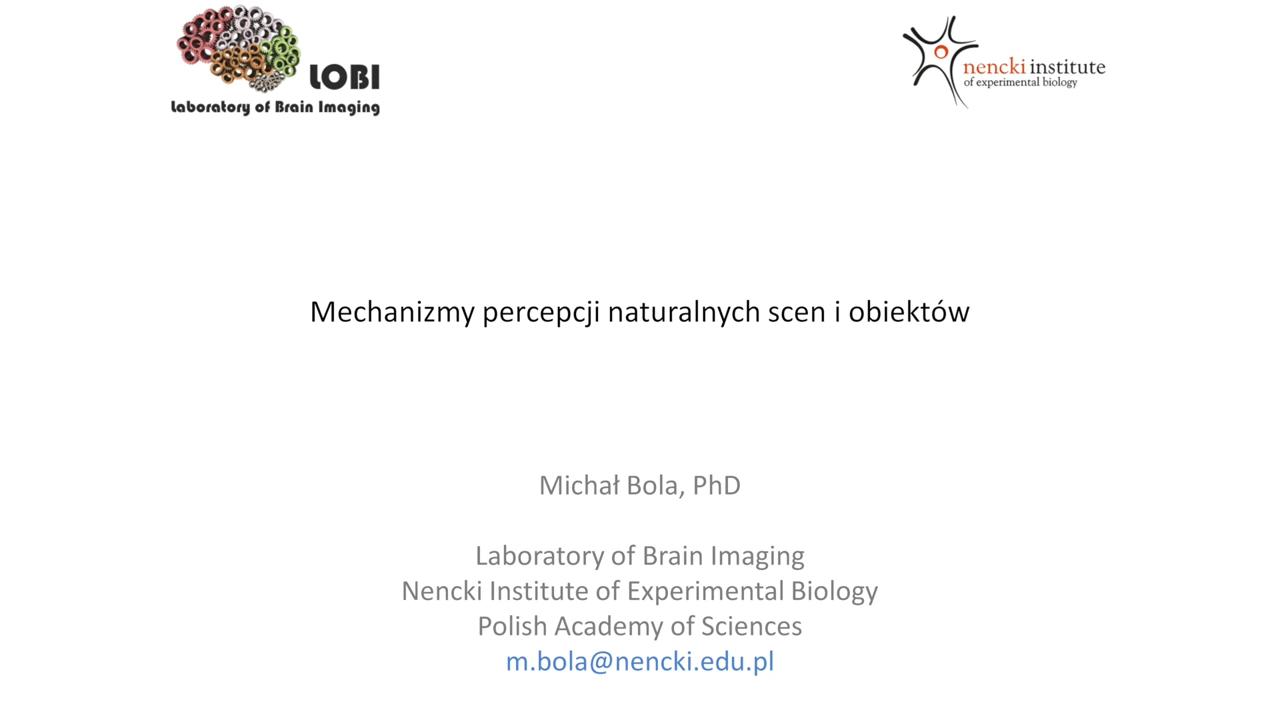 LOBI
Laboratory of Brain Imaging
nencki institute
of experimental biology
Mechanizmy percepcji naturalnych scen i obiektów
Michał Bola, PhD
Laboratory of Brain Imaging
Nencki Institute of Experimental Biology
Polish Academy of Sciences
m.bola@nencki.edu.pl